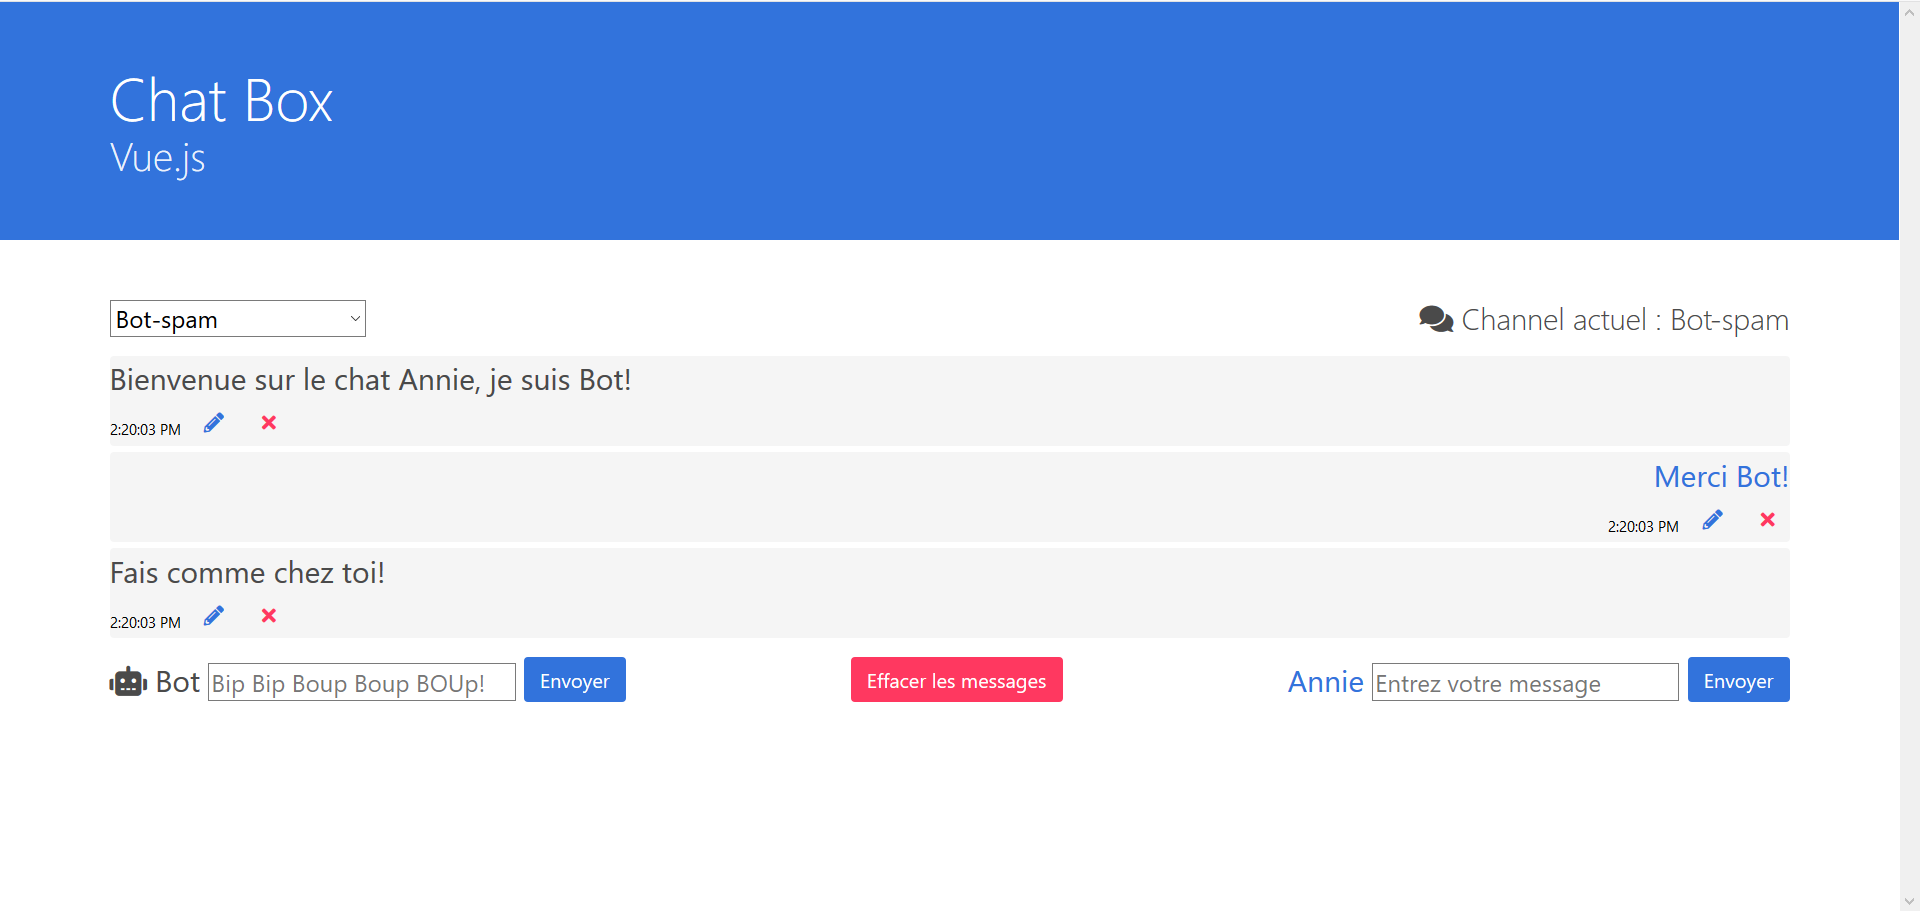 Chat Box
Vue.js
Bot-spam
Channel actuel : Bot-spam
Bienvenue sur le chat Annie, je suis Bot!
2:20:03 PM
Merci Bot!
2:20:03 PM
Fais comme chez toi!
2:20:03 PM
Bot Bip Bip Boup Boup BOUp! Envoyer Effacer les messages Annie Entrez votre message Envoyer